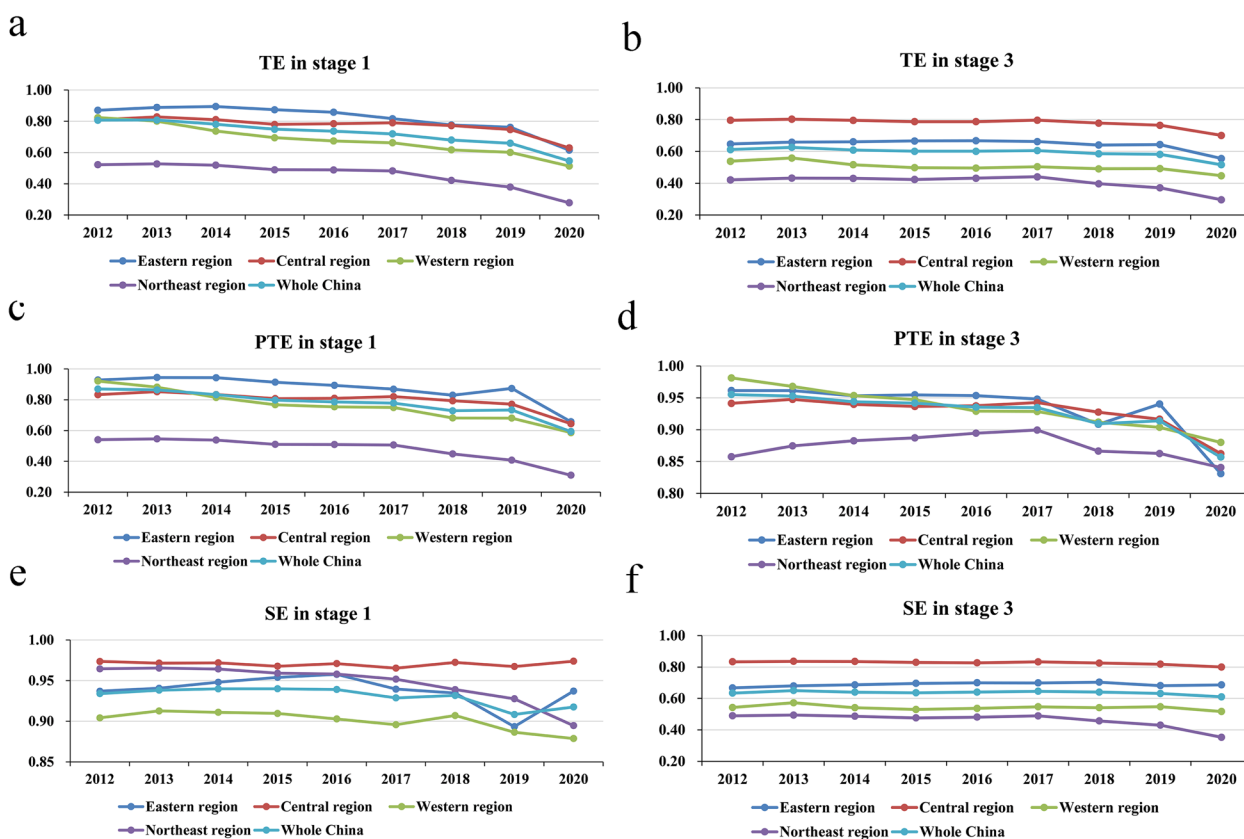 a
TE in stage 1
1.00
0.80
0.60
0.40
0.20
2012 2013 2014 2015 2016 2017 2018 2019 2020
Eastern region Central region Western region
Northeast region Whole China
b
TE in stage 3
1.00
0.80
0.60
0.40
0.20
2012 2013 2014 2015 2016 2017 2018 2019 2020
Eastern region Central region Western region
Northeast region Whole China
c
PTE in stage 1
1.00
0.80
0.60
0.40
0.20
2012 2013 2014 2015 2016 2017 2018 2019 2020
Eastern region Central region Western region
Northeast region Whole China
d
PTE in stage 3
1.00
0.95
0.90
0.85
0.80
2012 2013 2014 2015 2016 2017 2018 2019 2020
Eastern region Central region Western region
Northeast region Whole China
e
SE in stage 1
1.00
0.95
0.90
0.85
2012 2013 2014 2015 2016 2017 2018 2019 2020
Eastern region Central region Western region
Northeast region Whole China
f
SE in stage 3
1.00
0.80
0.60
0.40
0.20
2012 2013 2014 2015 2016 2017 2018 2019 2020
Eastern region Central region Western region
Northeast region Whole China